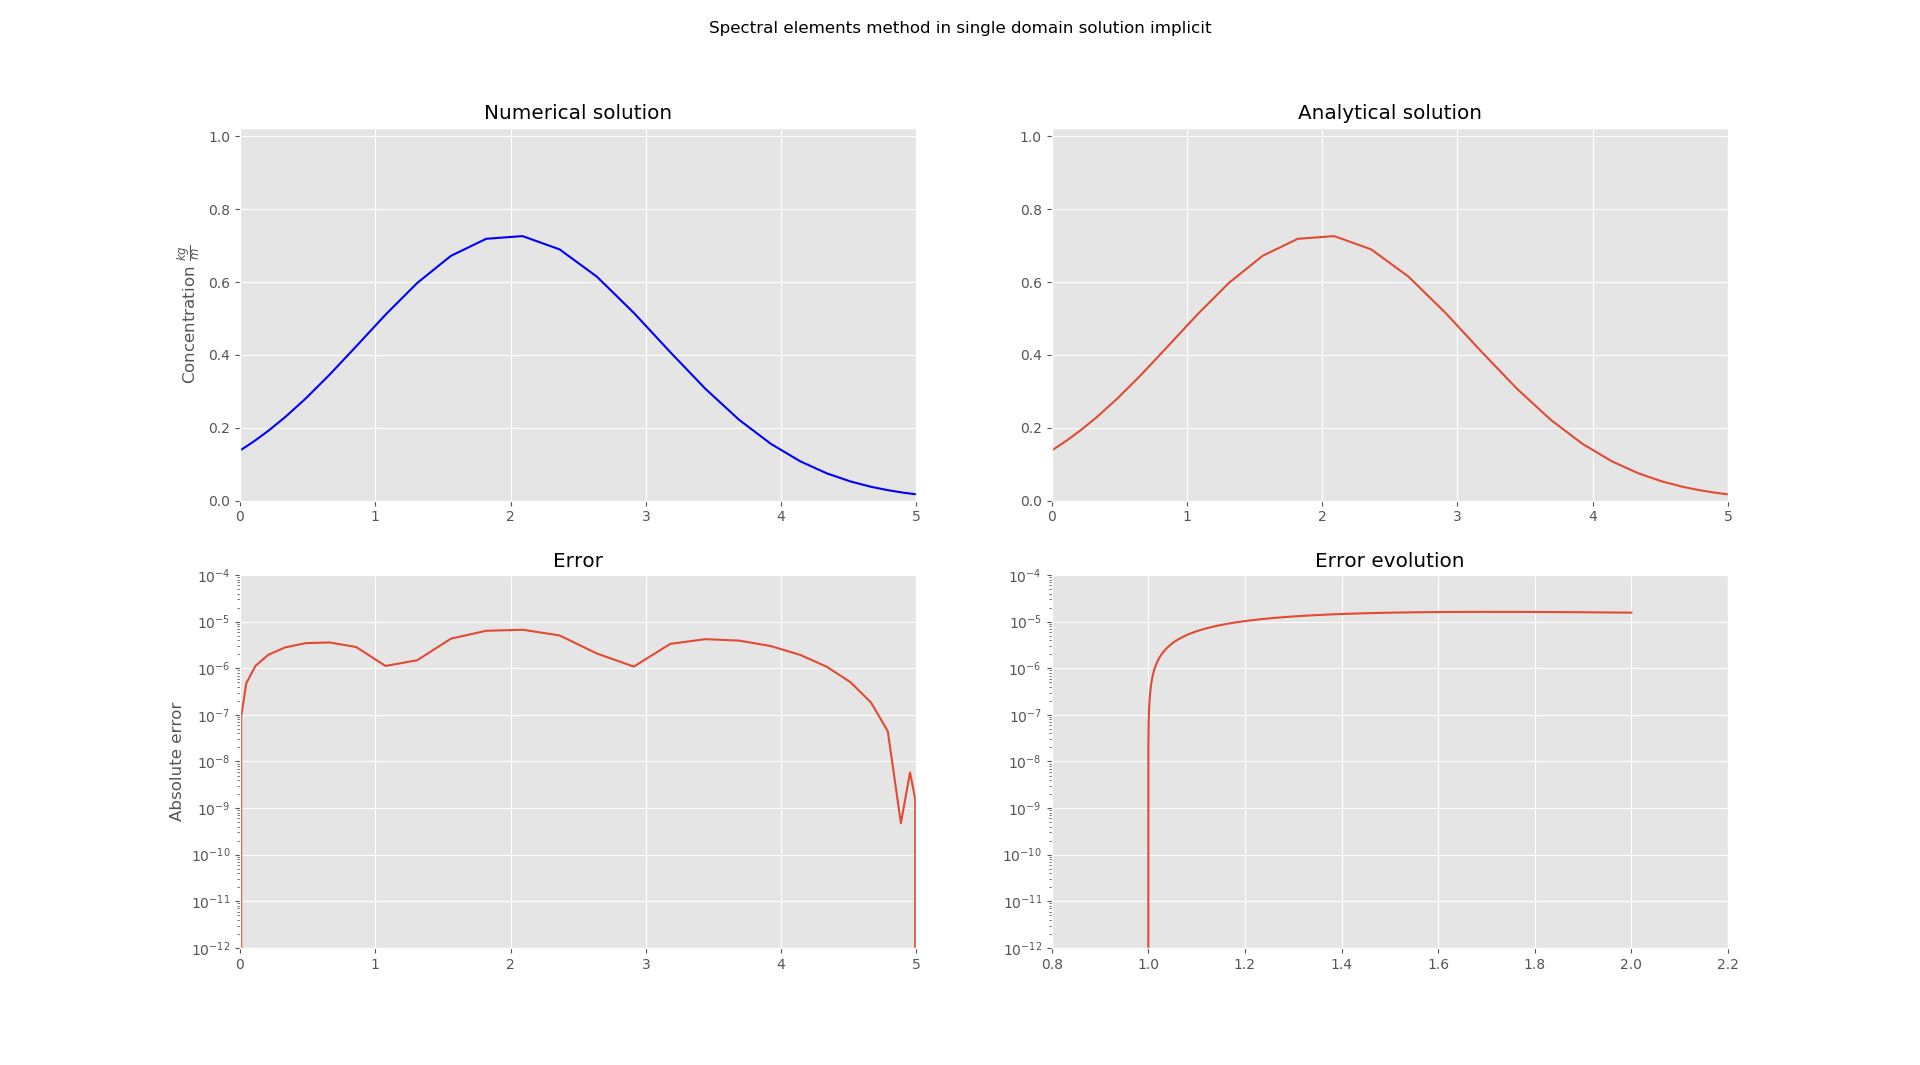 Spectral elements method in single domain solution implicit
Numerical solution
Concentration kg/m
1.0
0.8
0.6
0.4
0.2
0.0
0 1 2 3 4 5
Analytical solution
1.0
0.8
0.6
0.4
0.2
0.0
0 1 2 3 4 5
Error
Absolute error
10⁻⁴
10⁻⁵
10⁻⁶
10⁻⁷
10⁻⁸
10⁻⁹
10⁻¹⁰
10⁻¹¹
10⁻¹²
0 1 2 3 4 5
Error evolution
10⁻⁴
10⁻⁵
10⁻⁶
10⁻⁷
10⁻⁸
10⁻⁹
10⁻¹⁰
10⁻¹¹
10⁻¹²
0.8 1.0 1.2 1.4 1.6 1.8 2.0 2.2